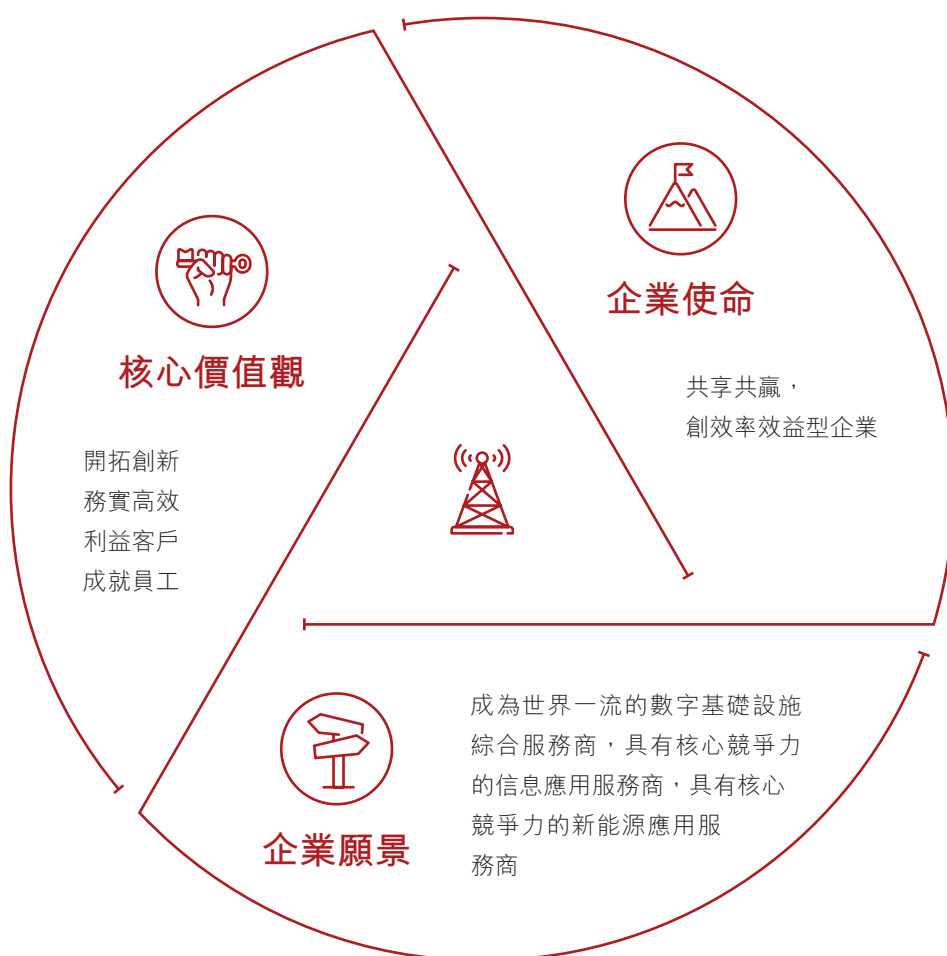 企業使命
共享共贏，
創效率效益型企業
核心價值觀
開拓創新
務實高效
利益客戶
成就員工
企業願景
成為世界一流的數字基礎設施
綜合服務商，具有核心競爭力
的信息應用服務商，具有核心
競爭力的新能源應用服
務商